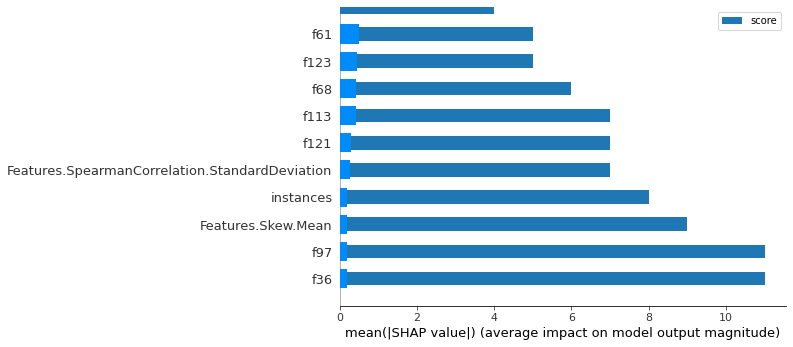 score
f61
f123
f68
f113
f121
Features.SpearmanCorrelation.StandardDeviation
instances
Features.Skew.Mean
f97
f36
0 2 4 6 8 10
mean(|SHAP value|) (average impact on model output magnitude)